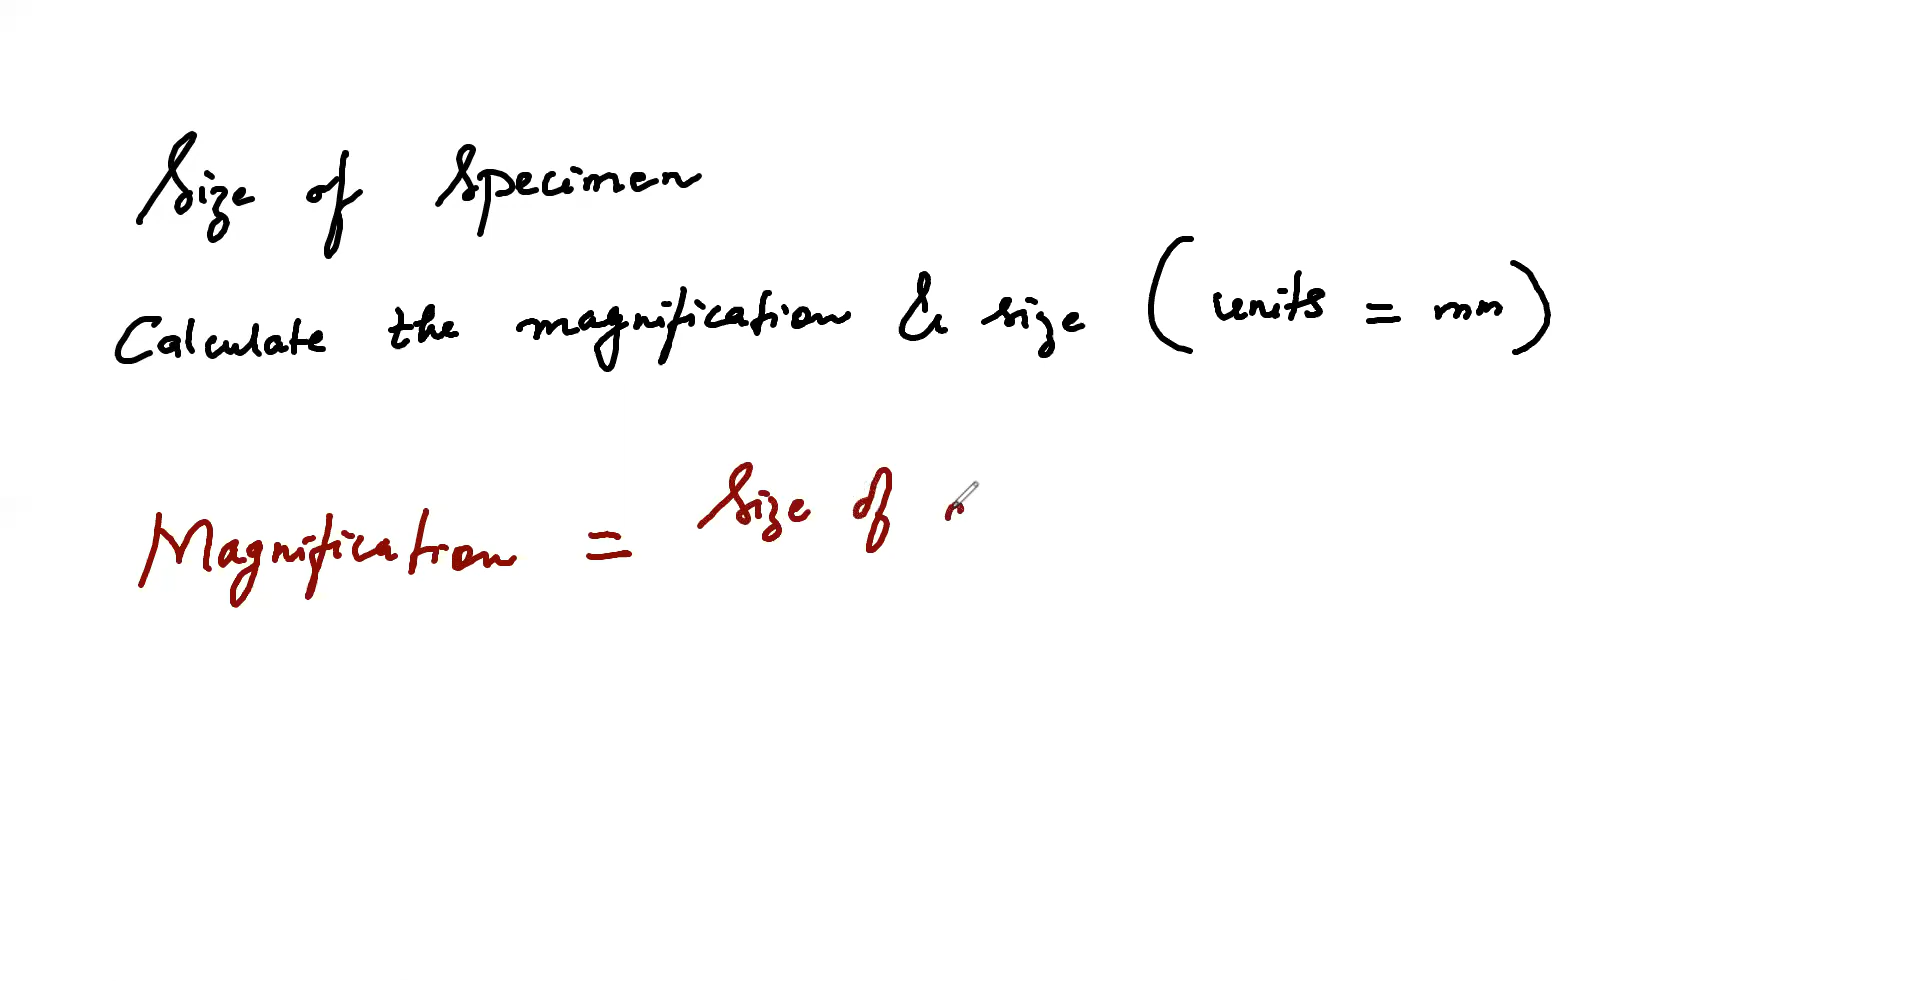 Size of Specimen
Calculate the magnification & size (units = mm)
Magnification = Size of